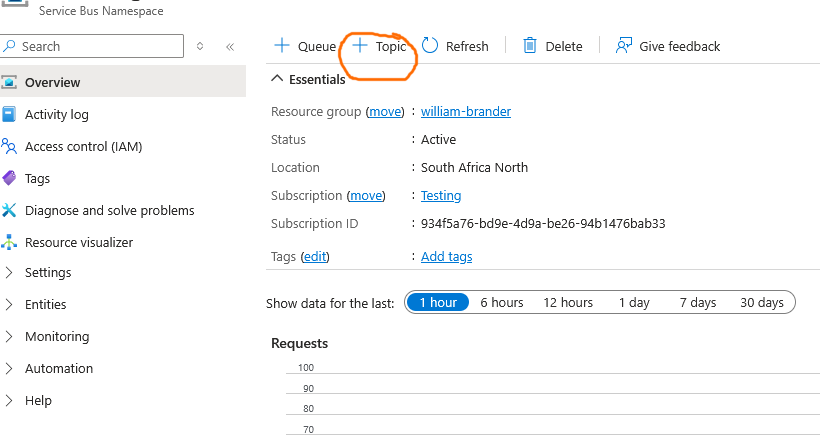 Service Bus Namespace
Search
Queue Topic Refresh Delete Give feedback
Overview
Activity log
Access control (IAM)
Tags
Diagnose and solve problems
Resource visualizer
Settings
Entities
Monitoring
Automation
Help
Essentials
Resource group (move) : william-brander
Status : Active
Location : South Africa North
Subscription (move) : Testing
Subscription ID : 934f5a76-bd9e-4d9a-be26-94b1476bab33
Tags (edit) : Add tags
Show data for the last: 1 hour 6 hours 12 hours 1 day 7 days 30 days
Requests
100
90
80
70